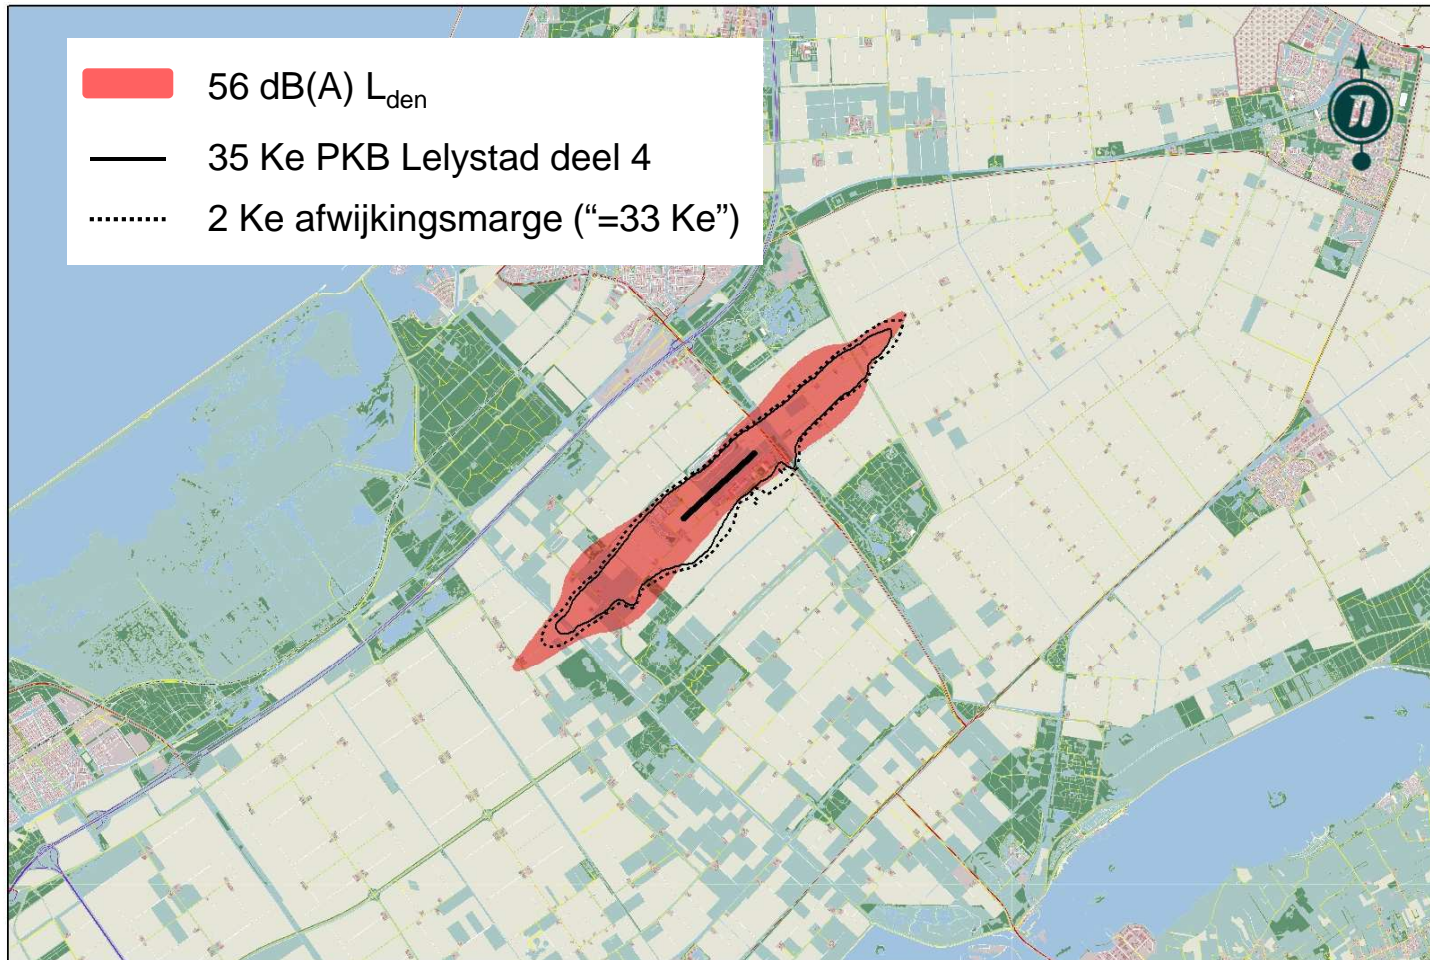 56 dB(A) Lden
35 Ke PKB Lelystad deel 4
2 Ke afwijkingsmarge (“=33 Ke”)
n